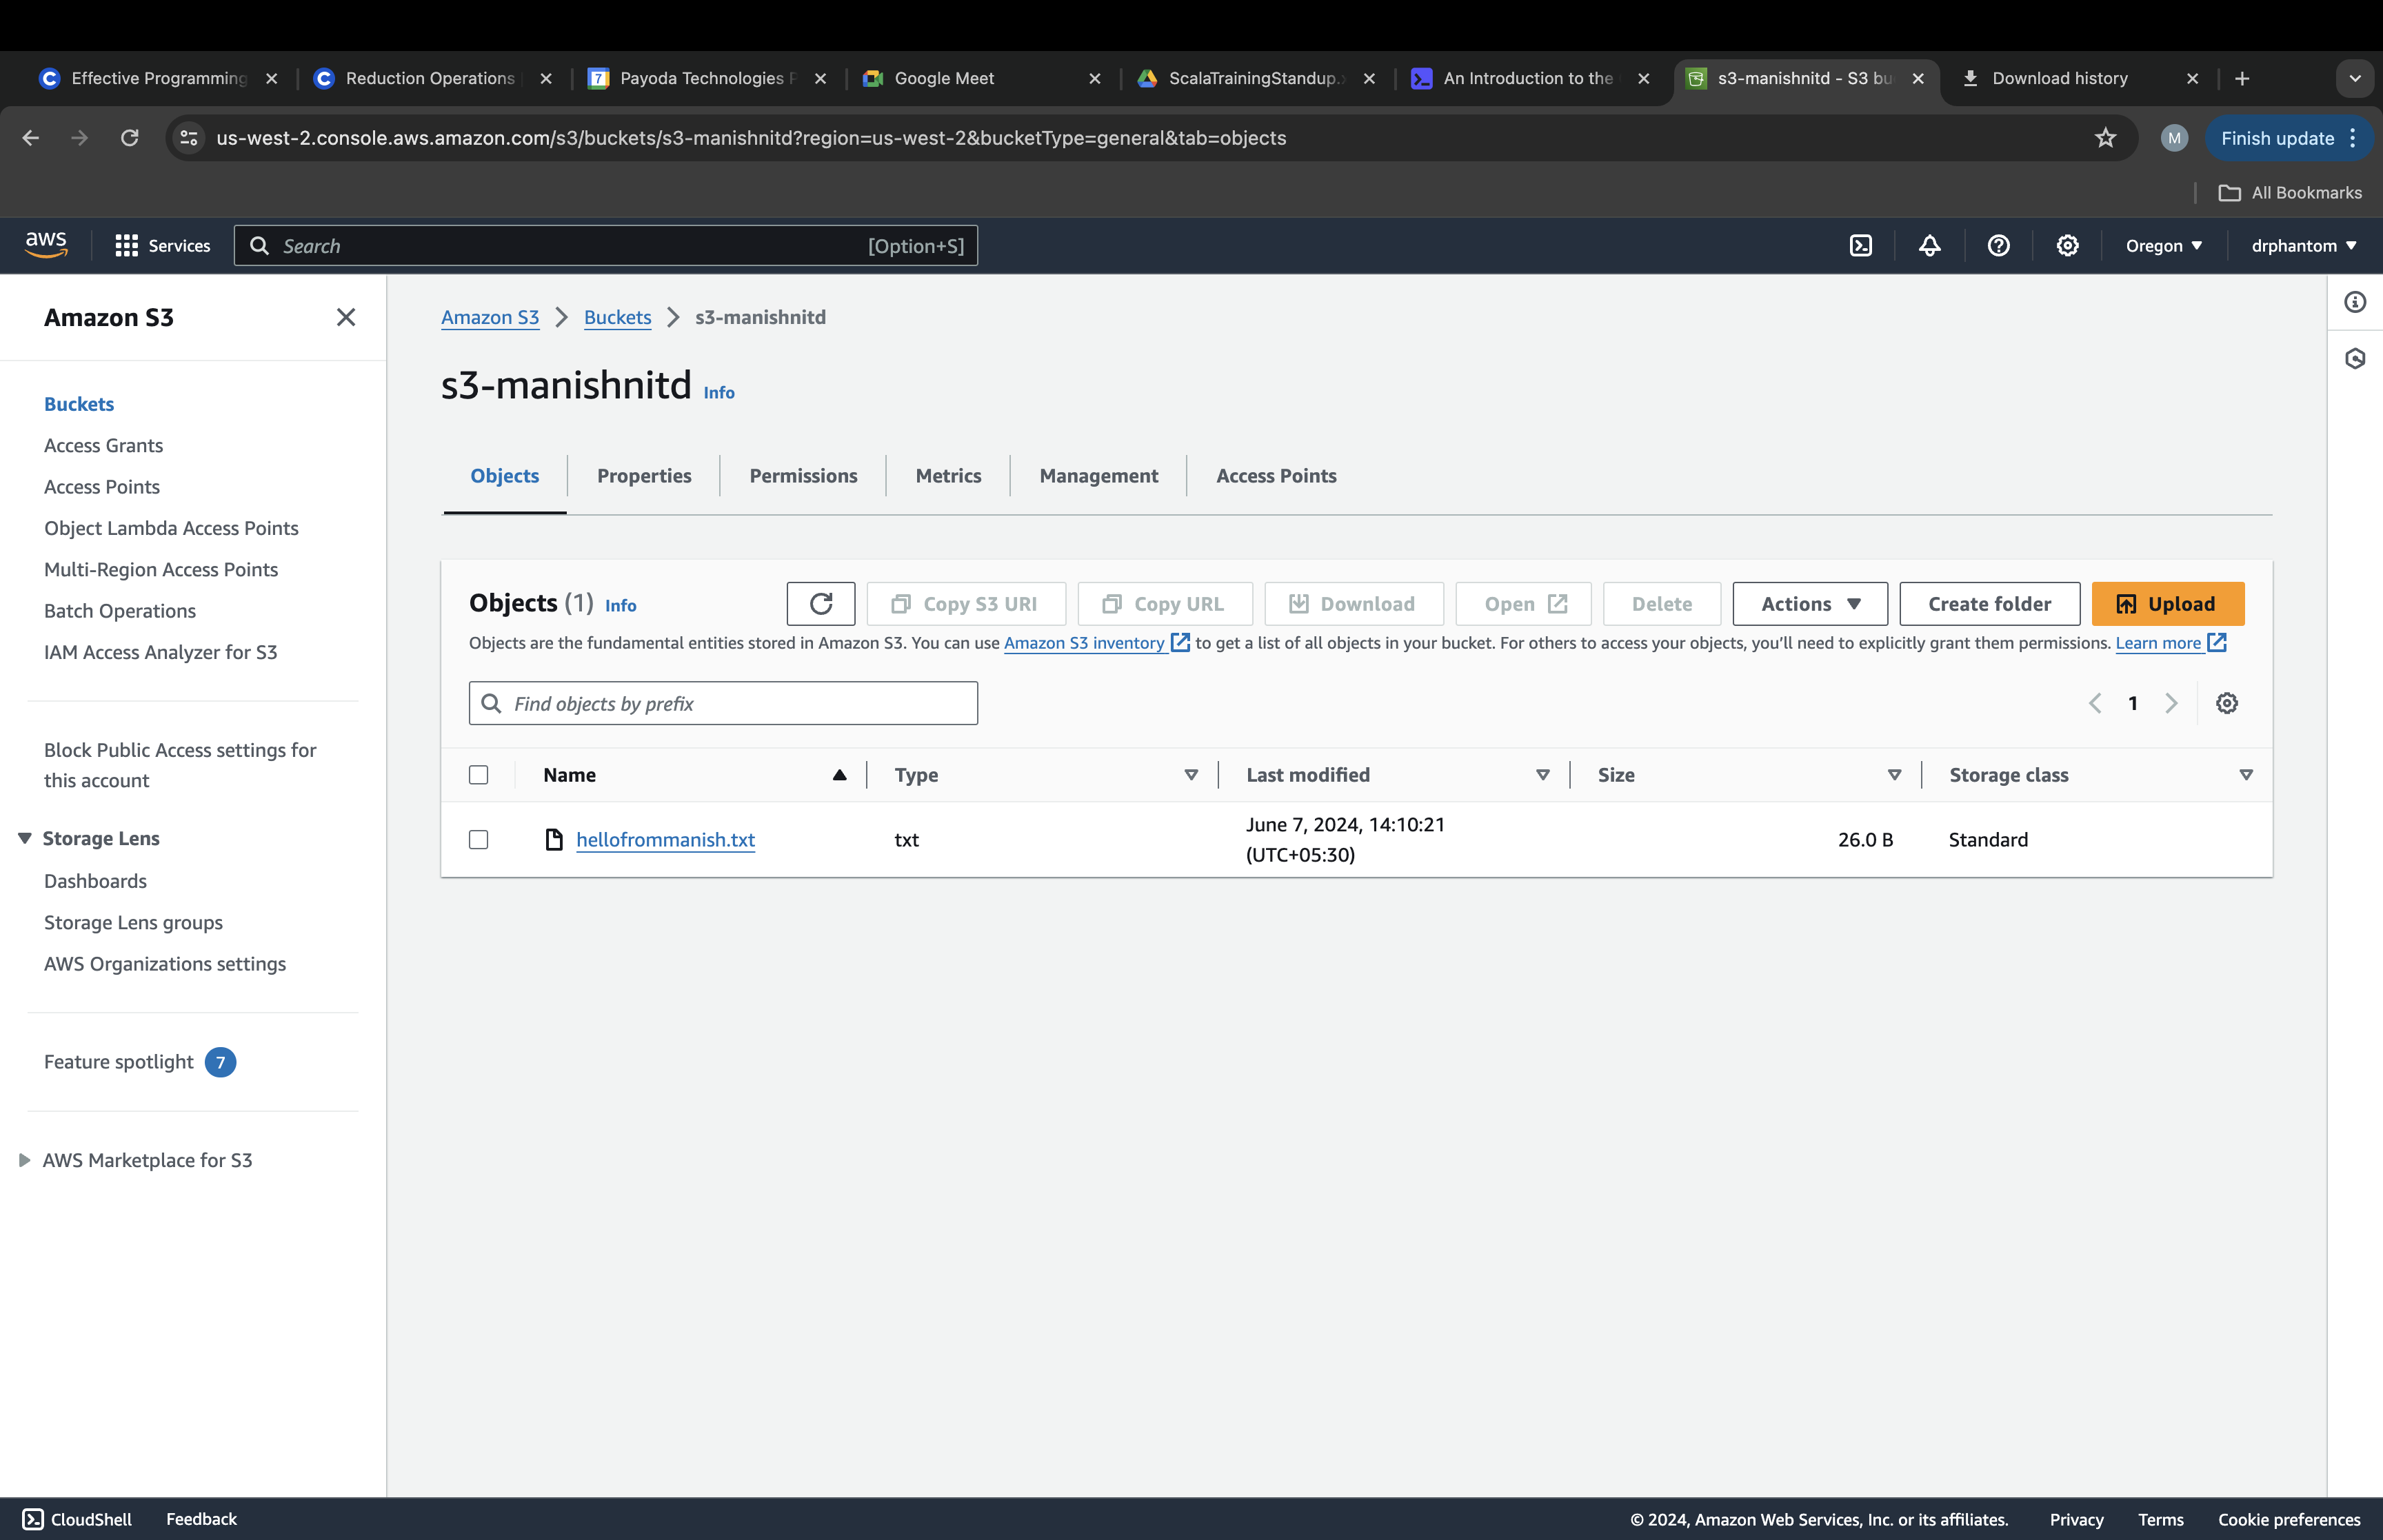 Effective Programming
Reduction Operations
Payoda Technologies
Google Meet
ScalaTrainingStandup.
An Introduction to the
s3-manishnitd - S3 bu
Download history
us-west-2.console.aws.amazon.com/s3/buckets/s3-manishnitd?region=us-west-2&bucketType=general&tab=objects
M
Finish update
All Bookmarks
aws
Services
Search
[Option+S]
Oregon
drphantom
Amazon S3
Buckets
Access Grants
Access Points
Object Lambda Access Points
Multi-Region Access Points
Batch Operations
IAM Access Analyzer for S3
Block Public Access settings for
this account
Storage Lens
Dashboards
Storage Lens groups
AWS Organizations settings
Feature spotlight 7
AWS Marketplace for S3
Amazon S3 > Buckets > s3-manishnitd
s3-manishnitd Info
Objects
Properties
Permissions
Metrics
Management
Access Points
Objects (1) Info
Copy S3 URI
Copy URL
Download
Open
Delete
Actions
Create folder
Upload
Objects are the fundamental entities stored in Amazon S3. You can use Amazon S3 inventory to get a list of all objects in your bucket. For others to access your objects, you’ll need to explicitly grant them permissions. Learn more
Find objects by prefix
1
Name
Type
Last modified
Size
Storage class
hellofrommanish.txt
txt
June 7, 2024, 14:10:21
(UTC+05:30)
26.0 B
Standard
CloudShell
Feedback
© 2024, Amazon Web Services, Inc. or its affiliates.
Privacy
Terms
Cookie preferences